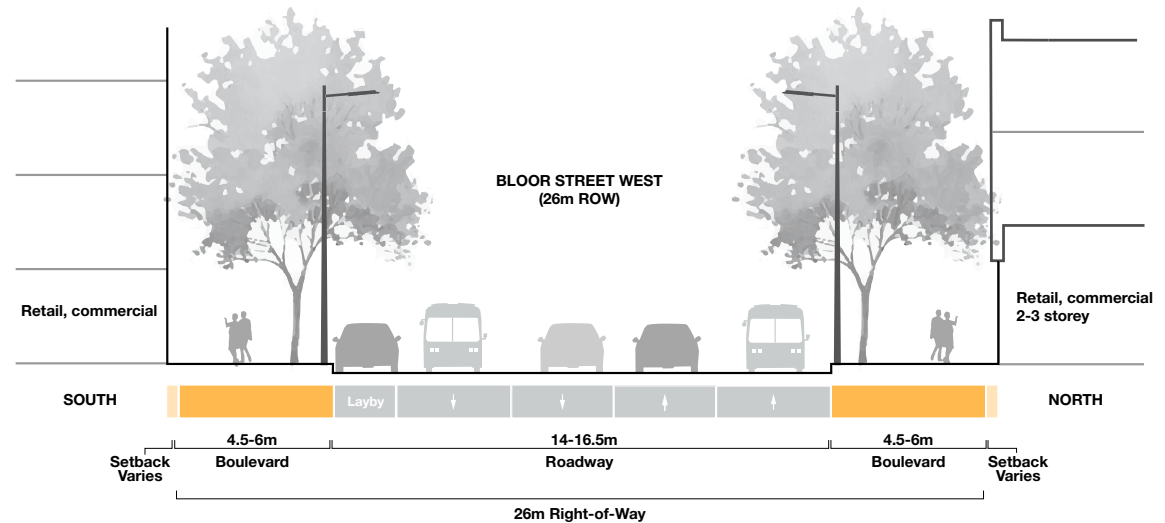 BLOOR STREET WEST
(26m ROW)
Retail, commercial
Retail, commercial
2-3 storey
SOUTH
Layby
NORTH
4.5-6m
14-16.5m
4.5-6m
Setback
Varies
Boulevard
Roadway
Boulevard
Setback
Varies
26m Right-of-Way